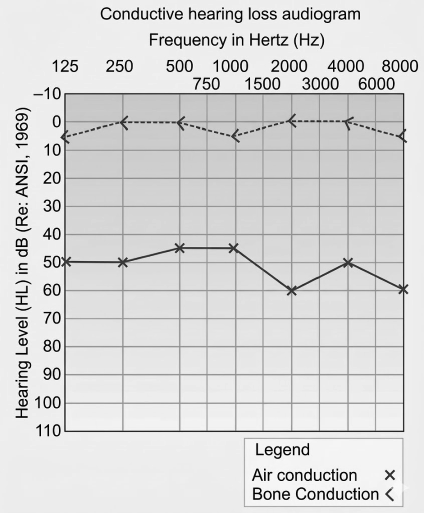 Conductive hearing loss audiogram
Frequency in Hertz (Hz)
125 250 500 1000 2000 4000 8000
750 1500 3000 6000
Hearing Level (HL) in dB (Re: ANSI, 1969)
–10
0
10
20
30
40
50
60
70
80
90
100
110
Legend
Air conduction ×
Bone Conduction <